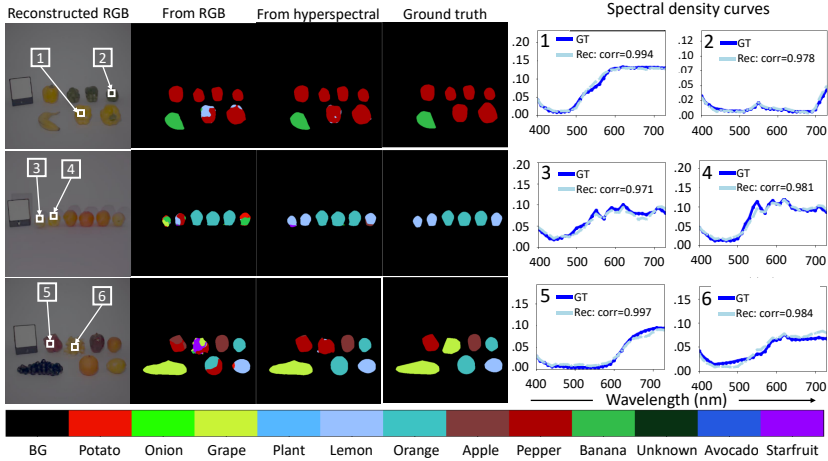 Reconstructed RGB From RGB From hyperspectral Ground truth Spectral density curves
1 2
3 4
5 6
1 GT
Rec: corr=0.994
.20
.15
.10
.05
.00
400 500 600 700
2 GT
Rec: corr=0.978
.12
.10
.07
.05
.02
.00
400 500 600 700
3 GT
Rec: corr=0.971
.20
.15
.10
.05
.00
400 500 600 700
4 GT
Rec: corr=0.981
.20
.15
.10
.05
.00
400 500 600 700
5 GT
Rec: corr=0.997
.20
.15
.10
.05
.00
400 500 600 700
6 GT
Rec: corr=0.984
.20
.15
.10
.05
.00
400 500 600 700
Wavelength (nm)
BG Potato Onion Grape Plant Lemon Orange Apple Pepper Banana Unknown Avocado Starfruit